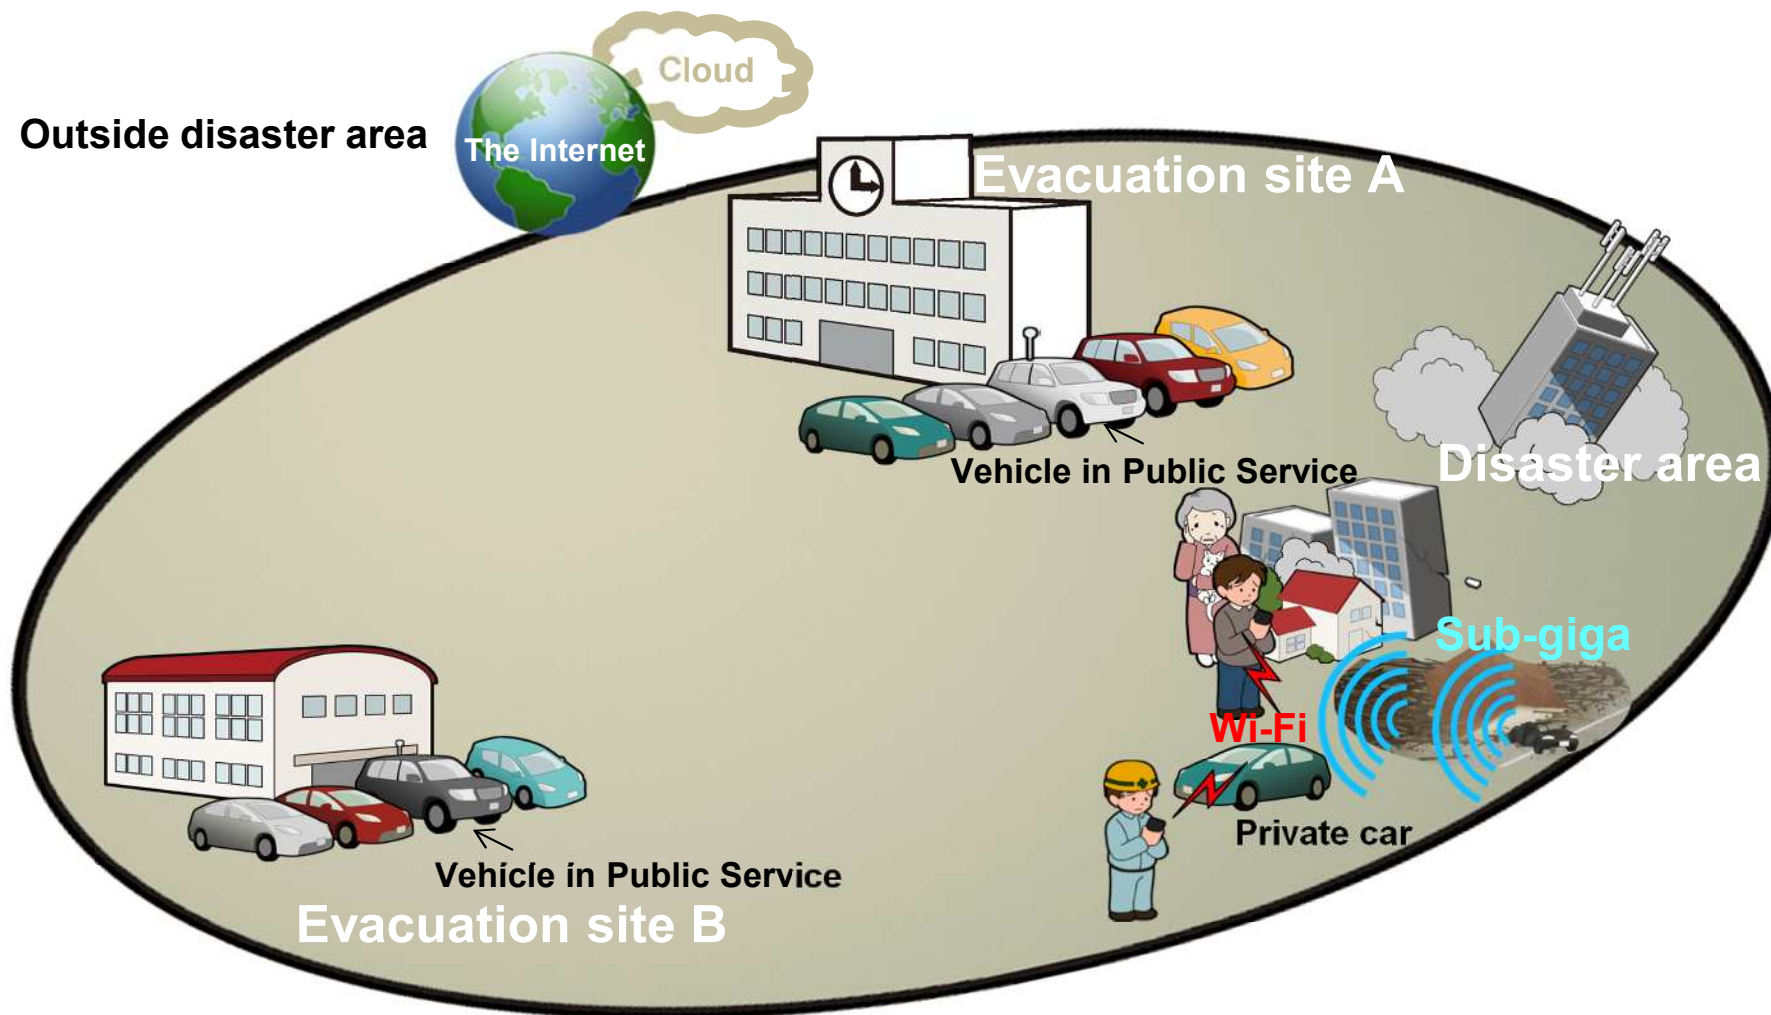 Cloud
Outside disaster area
The Internet
Evacuation site A
Vehicle in Public Service
Disaster area
Sub-giga
Wi-Fi
Private car
Vehicle in Public Service
Evacuation site B